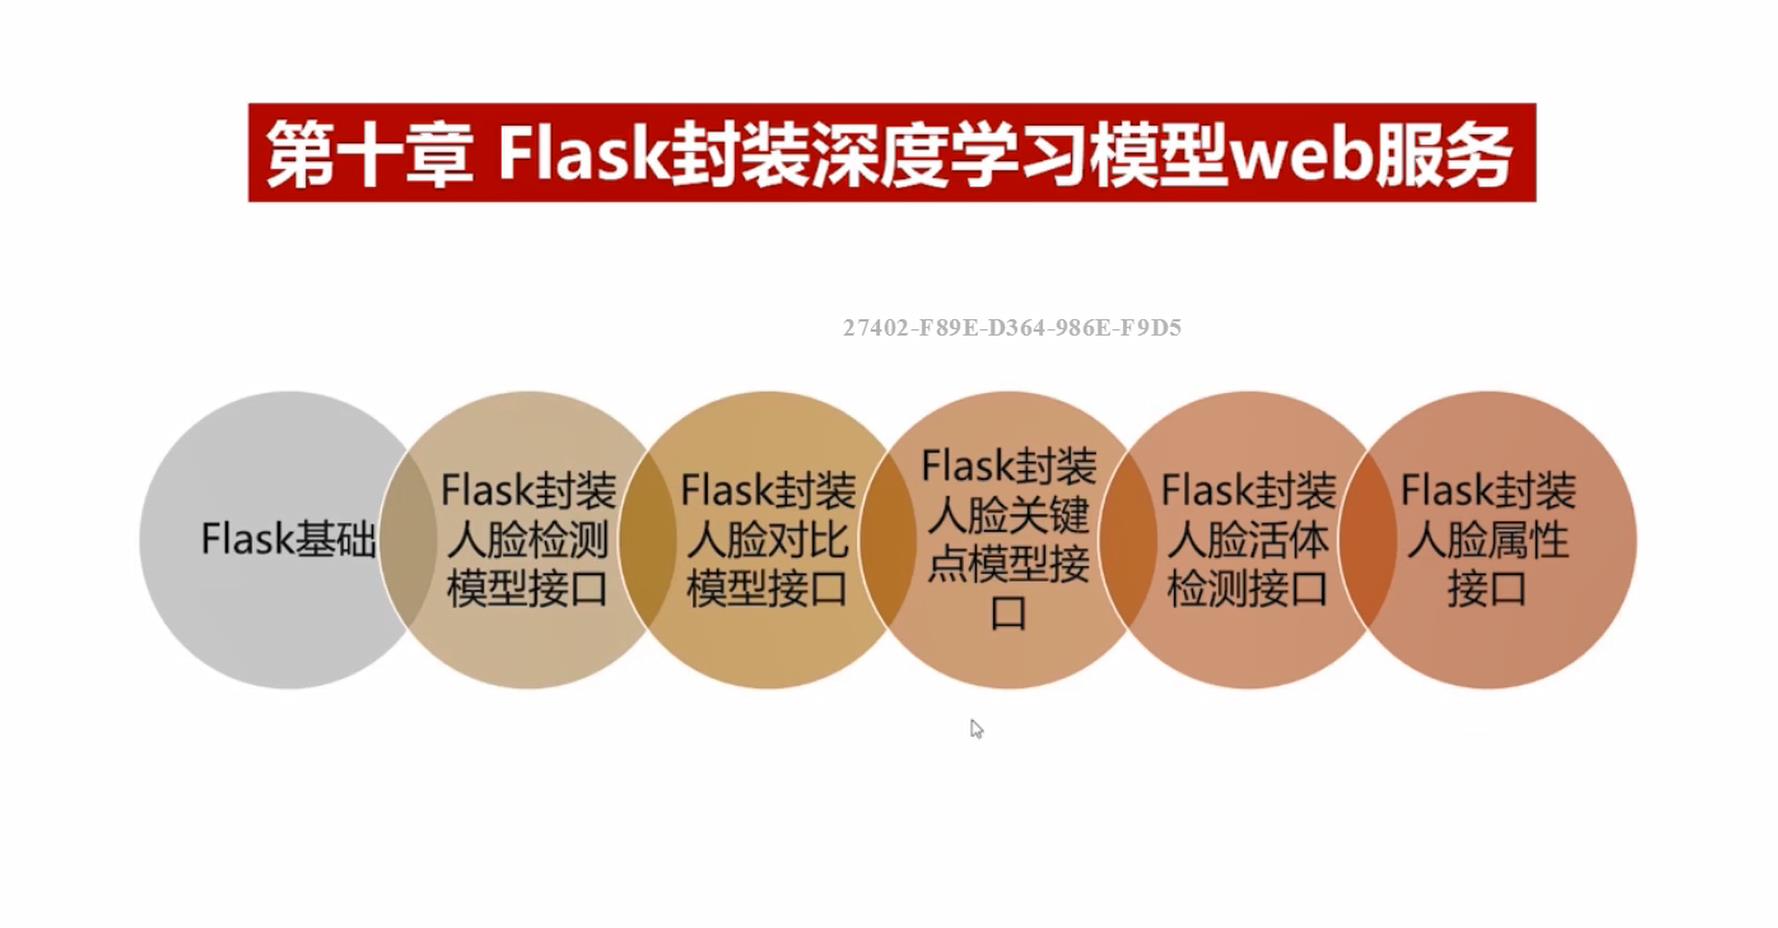 第十章 Flask封装深度学习模型web服务
27402-F89E-D364-986E-F9D5
Flask基础
Flask封装
人脸检测
模型接口
Flask封装
人脸对比
模型接口
Flask封装
人脸关键
点模型接
口
Flask封装
人脸活体
检测接口
Flask封装
人脸属性
接口